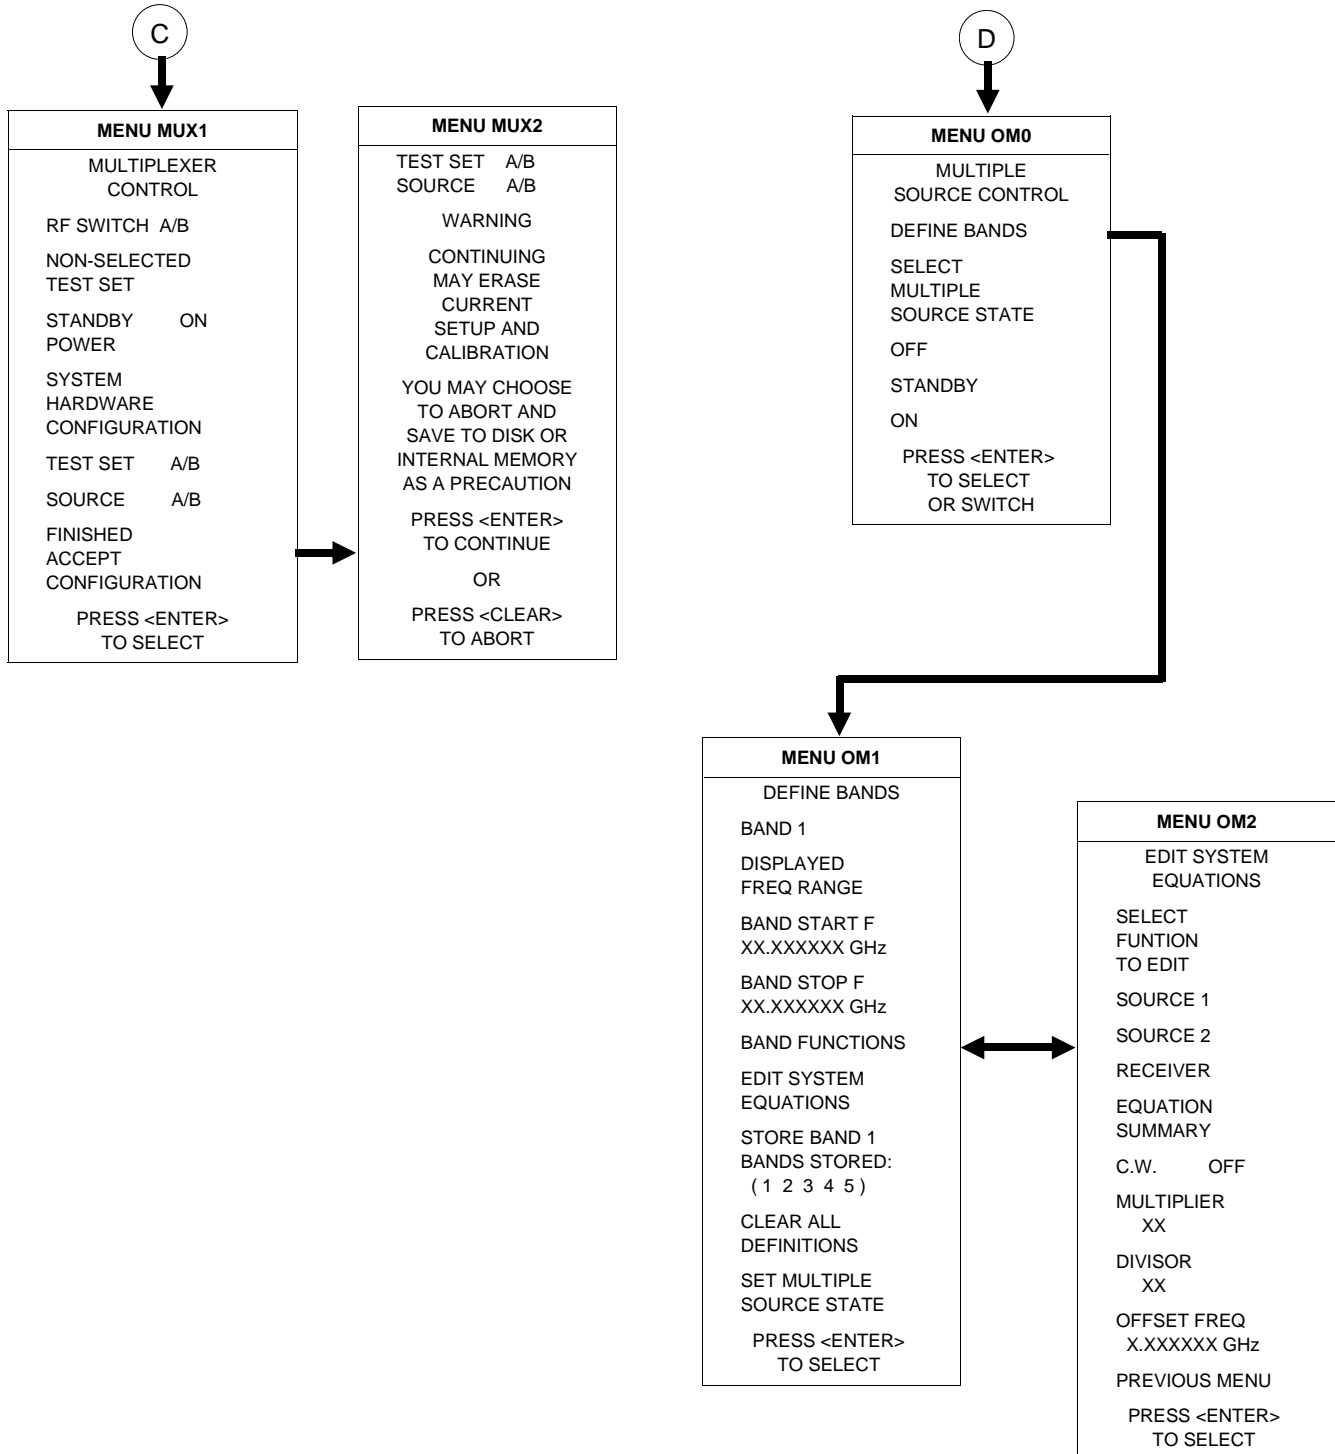 C
MENU MUX1
MULTIPLEXER
CONTROL
RF SWITCH A/B
NON-SELECTED
TEST SET
STANDBY ON
POWER
SYSTEM
HARDWARE
CONFIGURATION
TEST SET A/B
SOURCE A/B
FINISHED
ACCEPT
CONFIGURATION
PRESS <ENTER>
TO SELECT
MENU MUX2
TEST SET A/B
SOURCE A/B
WARNING
CONTINUING
MAY ERASE
CURRENT
SETUP AND
CALIBRATION
YOU MAY CHOOSE
TO ABORT AND
SAVE TO DISK OR
INTERNAL MEMORY
AS A PRECAUTION
PRESS <ENTER>
TO CONTINUE
OR
PRESS <CLEAR>
TO ABORT
D
MENU OM0
MULTIPLE
SOURCE CONTROL
DEFINE BANDS
SELECT
MULTIPLE
SOURCE STATE
OFF
STANDBY
ON
PRESS <ENTER>
TO SELECT
OR SWITCH
MENU OM1
DEFINE BANDS
BAND 1
DISPLAYED
FREQ RANGE
BAND START F
XX.XXXXXX GHz
BAND STOP F
XX.XXXXXX GHz
BAND FUNCTIONS
EDIT SYSTEM
EQUATIONS
STORE BAND 1
BANDS STORED:
( 1 2 3 4 5 )
CLEAR ALL
DEFINITIONS
SET MULTIPLE
SOURCE STATE
PRESS <ENTER>
TO SELECT
MENU OM2
EDIT SYSTEM
EQUATIONS
SELECT
FUNTION
TO EDIT
SOURCE 1
SOURCE 2
RECEIVER
EQUATION
SUMMARY
C.W. OFF
MULTIPLIER
XX
DIVISOR
XX
OFFSET FREQ
X.XXXXXX GHz
PREVIOUS MENU
PRESS <ENTER>
TO SELECT